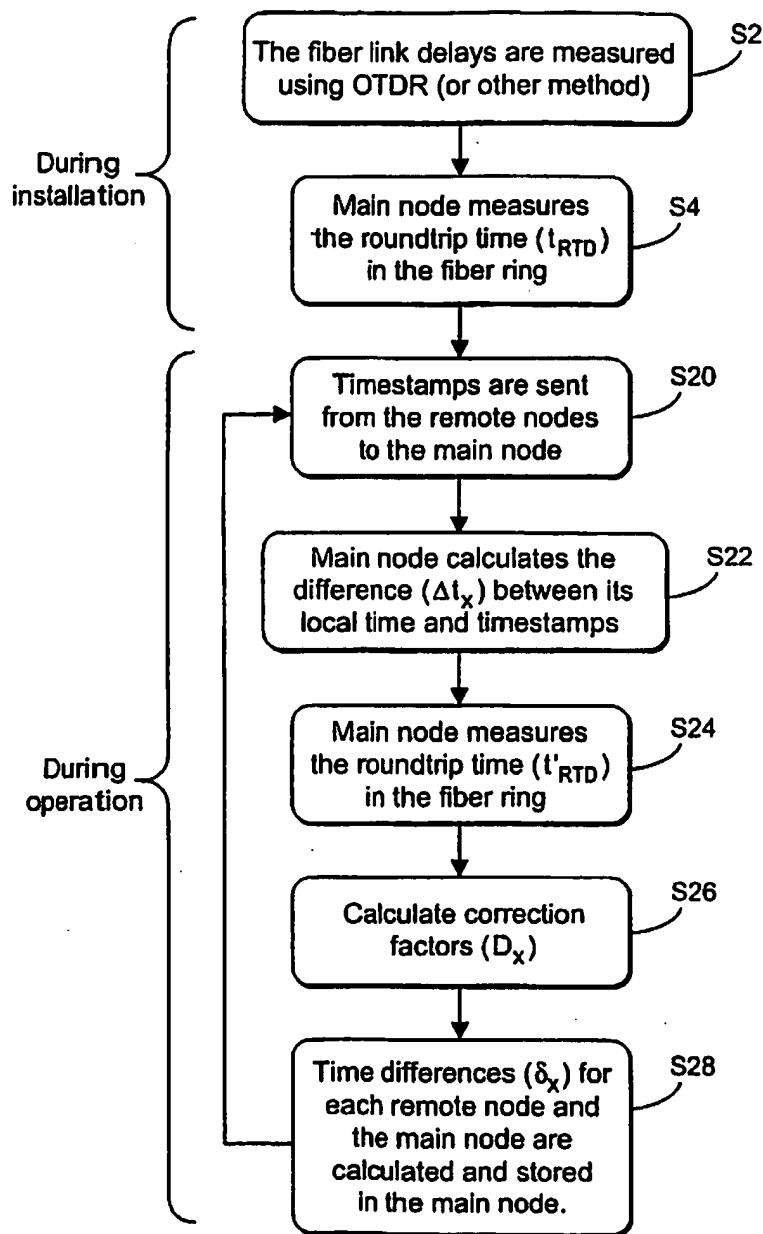 The fiber link delays are measured
using OTDR (or other method)
S2
During
installation
Main node measures
the roundtrip time (tRTD)
in the fiber ring
S4
Timestamps are sent
from the remote nodes
to the main node
S20
Main node calculates the
difference (Δtx) between its
local time and timestamps
S22
During
operation
Main node measures
the roundtrip time (t'RTD)
in the fiber ring
S24
Calculate correction
factors (Dx)
S26
Time differences (δx) for
each remote node and
the main node are
calculated and stored
in the main node.
S28